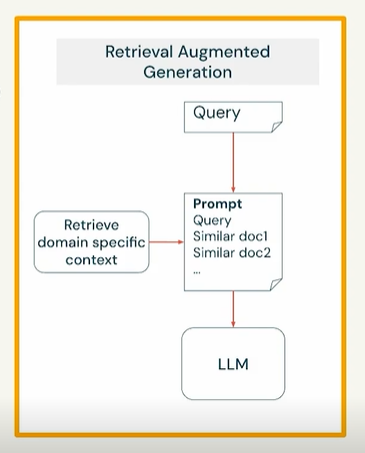 Retrieval Augmented
Generation
Query
Prompt
Query
Similar doc1
Similar doc2
...
Retrieve
domain specific
context
LLM